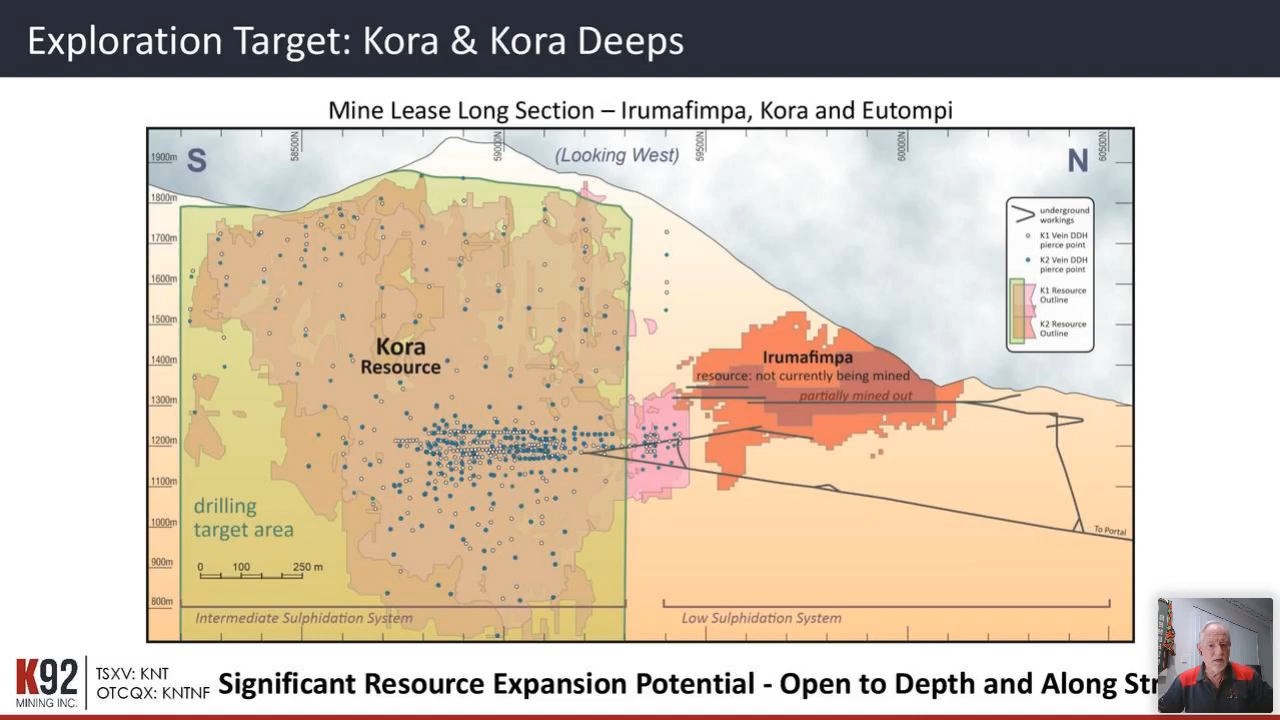 Exploration Target: Kora & Kora Deeps
Mine Lease Long Section – Irumafimpa, Kora and Eutompi
58500N
59000N
59500N
60000N
60500N
S
(Looking West)
N
1900m
1800m
1700m
1600m
1500m
1400m
1300m
1200m
1100m
1000m
900m
800m
underground
workings
K1 Vein DDH
pierce point
K2 Vein DDH
pierce point
K1 Resource
Outline
K2 Resource
Outline
Kora
Resource
Irumafimpa
resource: not currently being mined
partially mined out
drilling
target area
0 100 250 m
To Portal
Intermediate Sulphidation System
Low Sulphidation System
K92
MINING INC.
TSXV: KNT
OTCQX: KNTNF
Significant Resource Expansion Potential - Open to Depth and Along